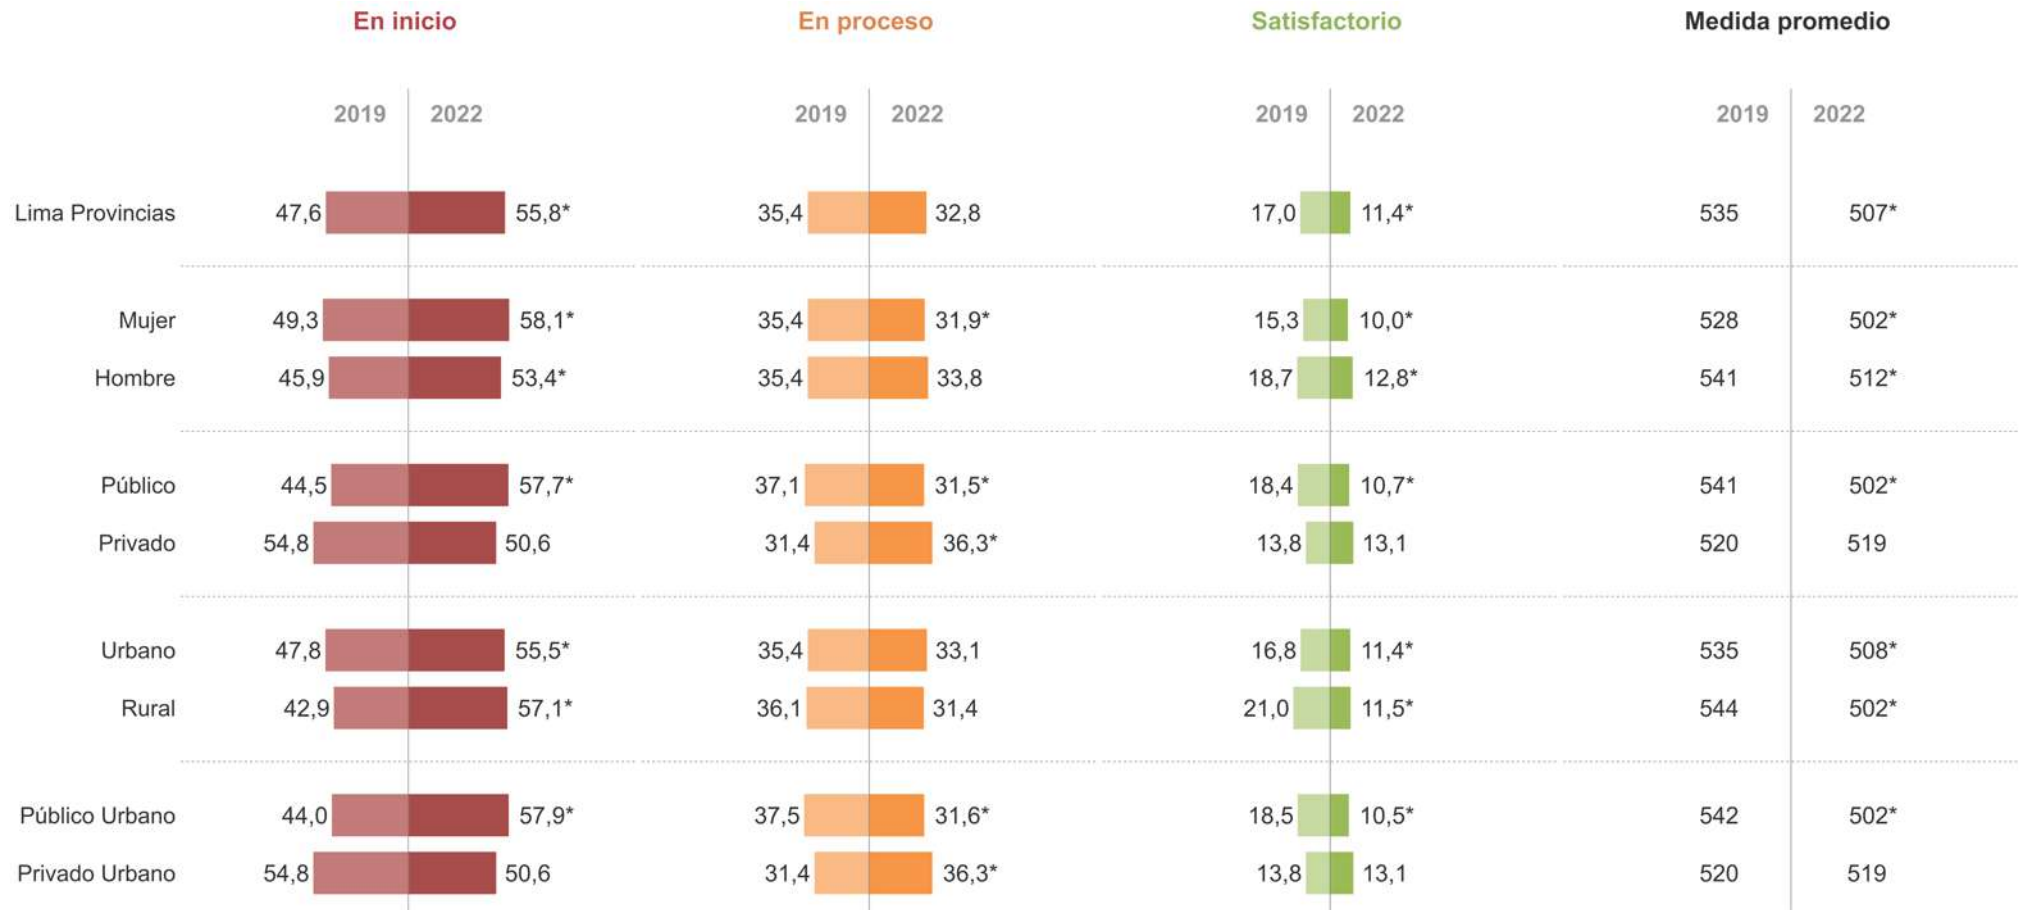 En inicio En proceso Satisfactorio Medida promedio
2019 2022 2019 2022 2019 2022 2019 2022
Lima Provincias 47,6 55,8* 35,4 32,8 17,0 11,4* 535 507*
Mujer 49,3 58,1* 35,4 31,9* 15,3 10,0* 528 502*
Hombre 45,9 53,4* 35,4 33,8 18,7 12,8* 541 512*
Público 44,5 57,7* 37,1 31,5* 18,4 10,7* 541 502*
Privado 54,8 50,6 31,4 36,3* 13,8 13,1 520 519
Urbano 47,8 55,5* 35,4 33,1 16,8 11,4* 535 508*
Rural 42,9 57,1* 36,1 31,4 21,0 11,5* 544 502*
Público Urbano 44,0 57,9* 37,5 31,6* 18,5 10,5* 542 502*
Privado Urbano 54,8 50,6 31,4 36,3* 13,8 13,1 520 519